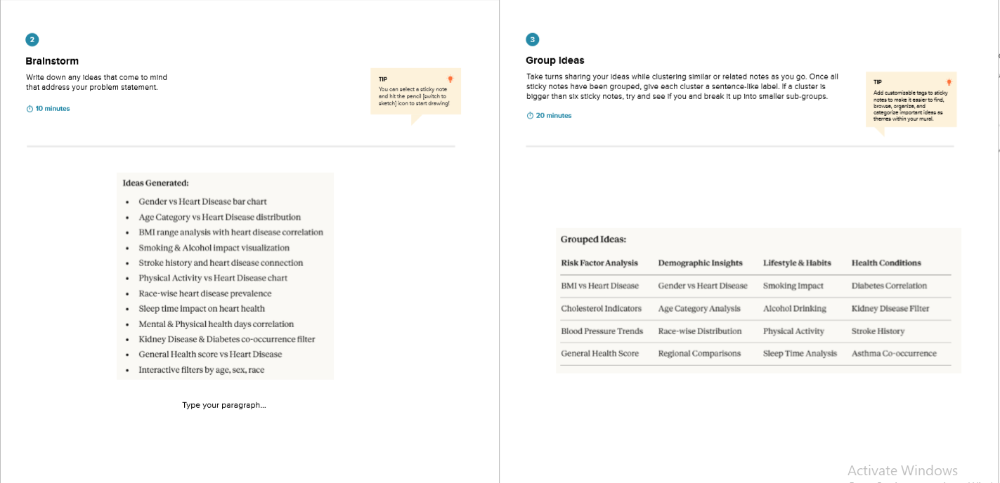 2
Brainstorm
Write down any ideas that come to mind
that address your problem statement.
10 minutes
TIP
You can select a sticky note
and hit the pencil [switch to
sketch] icon to start drawing!
Ideas Generated:
• Gender vs Heart Disease bar chart
• Age Category vs Heart Disease distribution
• BMI range analysis with heart disease correlation
• Smoking & Alcohol impact visualization
• Stroke history and heart disease connection
• Physical Activity vs Heart Disease chart
• Race-wise heart disease prevalence
• Sleep time impact on heart health
• Mental & Physical health days correlation
• Kidney Disease & Diabetes co-occurrence filter
• General Health score vs Heart Disease
• Interactive filters by age, sex, race
Type your paragraph...
3
Group ideas
Take turns sharing your ideas while clustering similar or related notes as you go. Once all
sticky notes have been grouped, give each cluster a sentence-like label. If a cluster is
bigger than six sticky notes, try and see if you and break it up into smaller sub-groups.
20 minutes
TIP
Add customizable tags to sticky
notes to make it easier to find,
browse, organize, and
categorize important ideas as
themes within your mural.
Grouped Ideas:
Risk Factor Analysis Demographic Insights Lifestyle & Habits Health Conditions
BMI vs Heart Disease Gender vs Heart Disease Smoking Impact Diabetes Correlation
Cholesterol Indicators Age Category Analysis Alcohol Drinking Kidney Disease Filter
Blood Pressure Trends Race-wise Distribution Physical Activity Stroke History
General Health Score Regional Comparisons Sleep Time Analysis Asthma Co-occurrence
Activate Windows